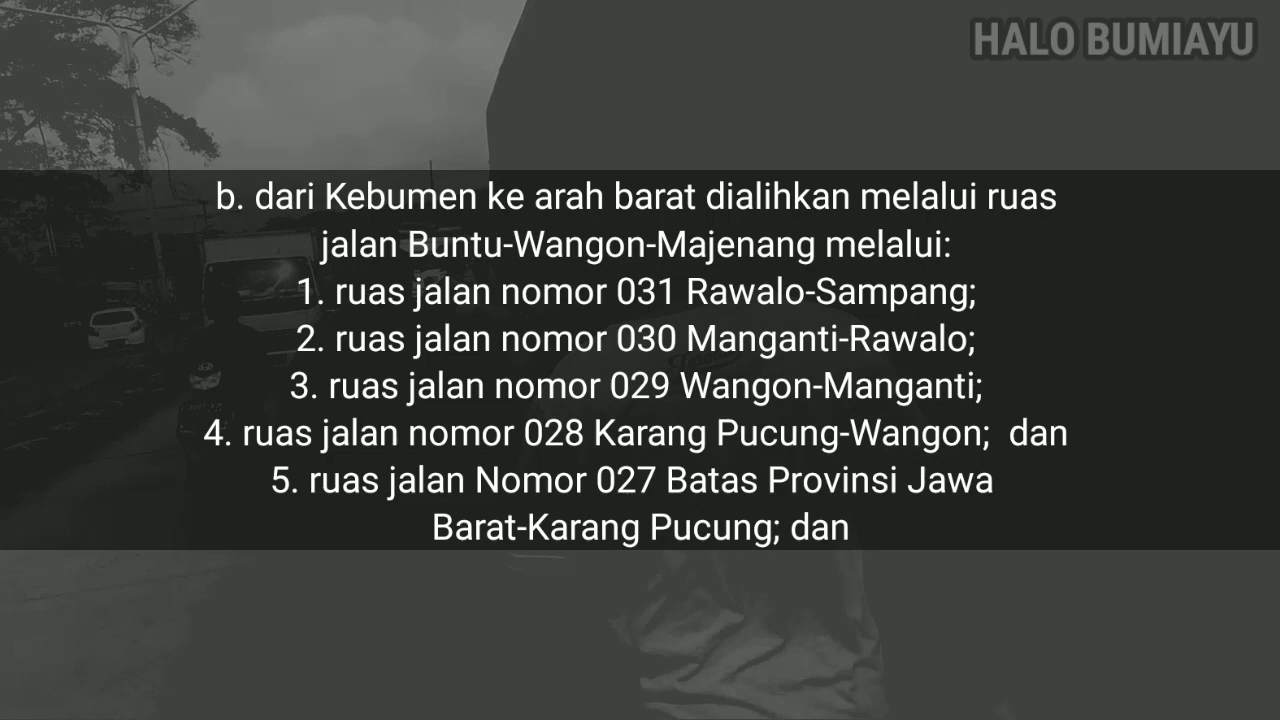 HALO BUMIAYU
b. dari Kebumen ke arah barat dialihkan melalui ruas
jalan Buntu-Wangon-Majenang melalui:
1. ruas jalan nomor 031 Rawalo-Sampang;
2. ruas jalan nomor 030 Manganti-Rawalo;
3. ruas jalan nomor 029 Wangon-Manganti;
4. ruas jalan nomor 028 Karang Pucung-Wangon;  dan
5. ruas jalan Nomor 027 Batas Provinsi Jawa
Barat-Karang Pucung; dan